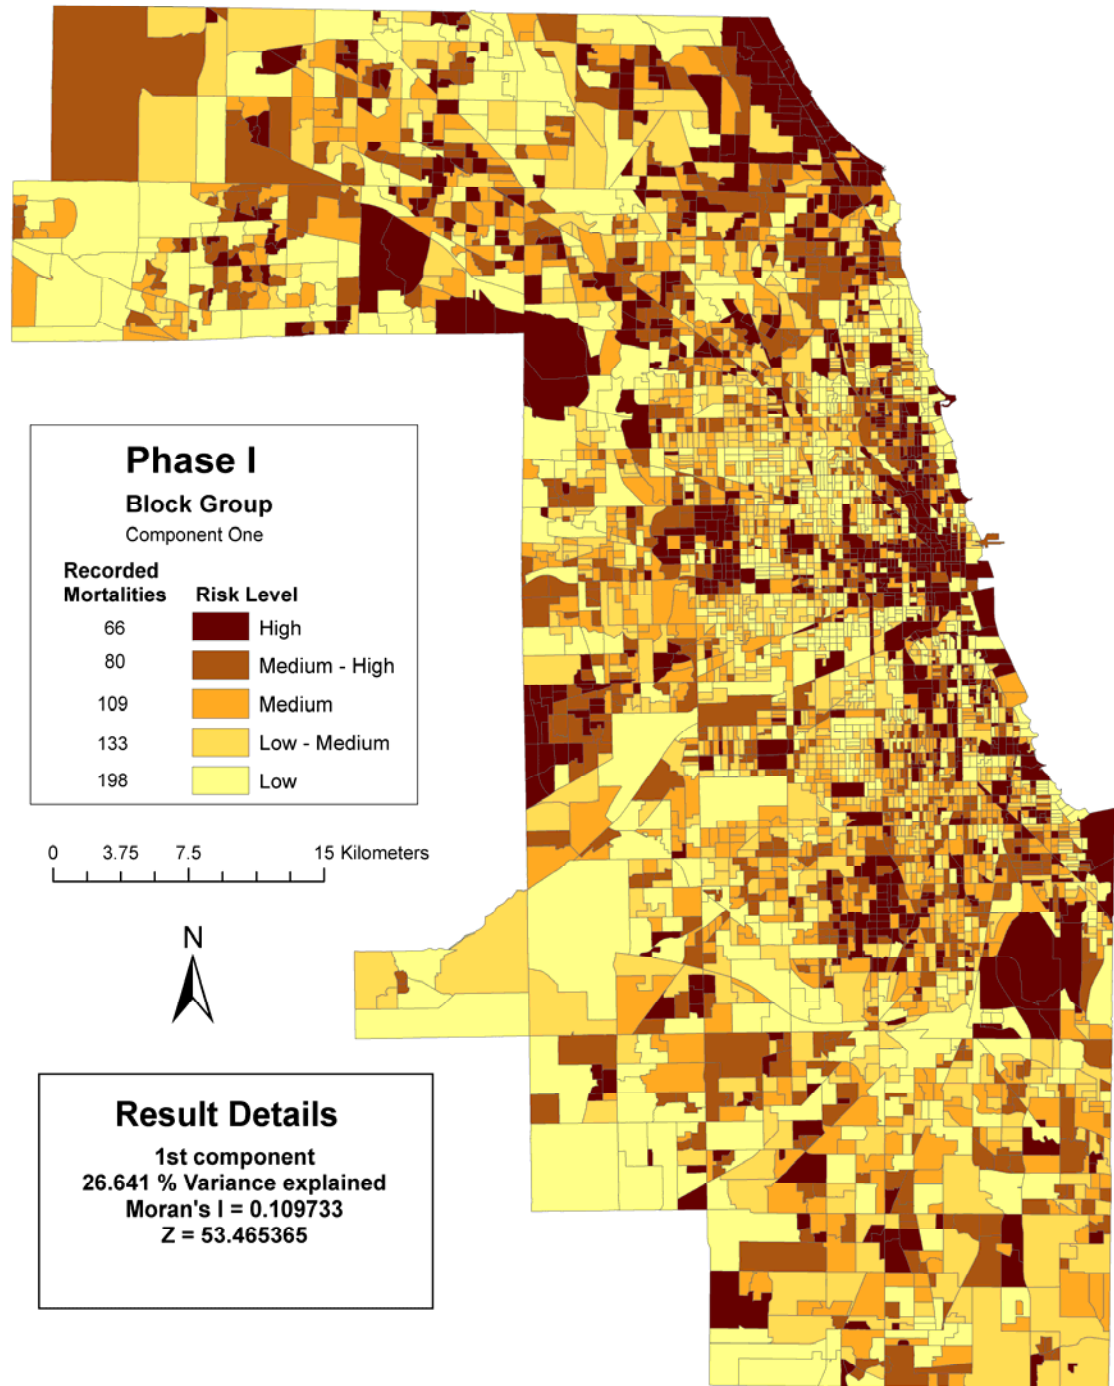 Phase I
Block Group
Component One
Recorded
Mortalities Risk Level
66 High
80 Medium - High
109 Medium
133 Low - Medium
198 Low
0 3.75 7.5 15 Kilometers
N
Result Details
1st component
26.641 % Variance explained
Moran's I = 0.109733
Z = 53.465365